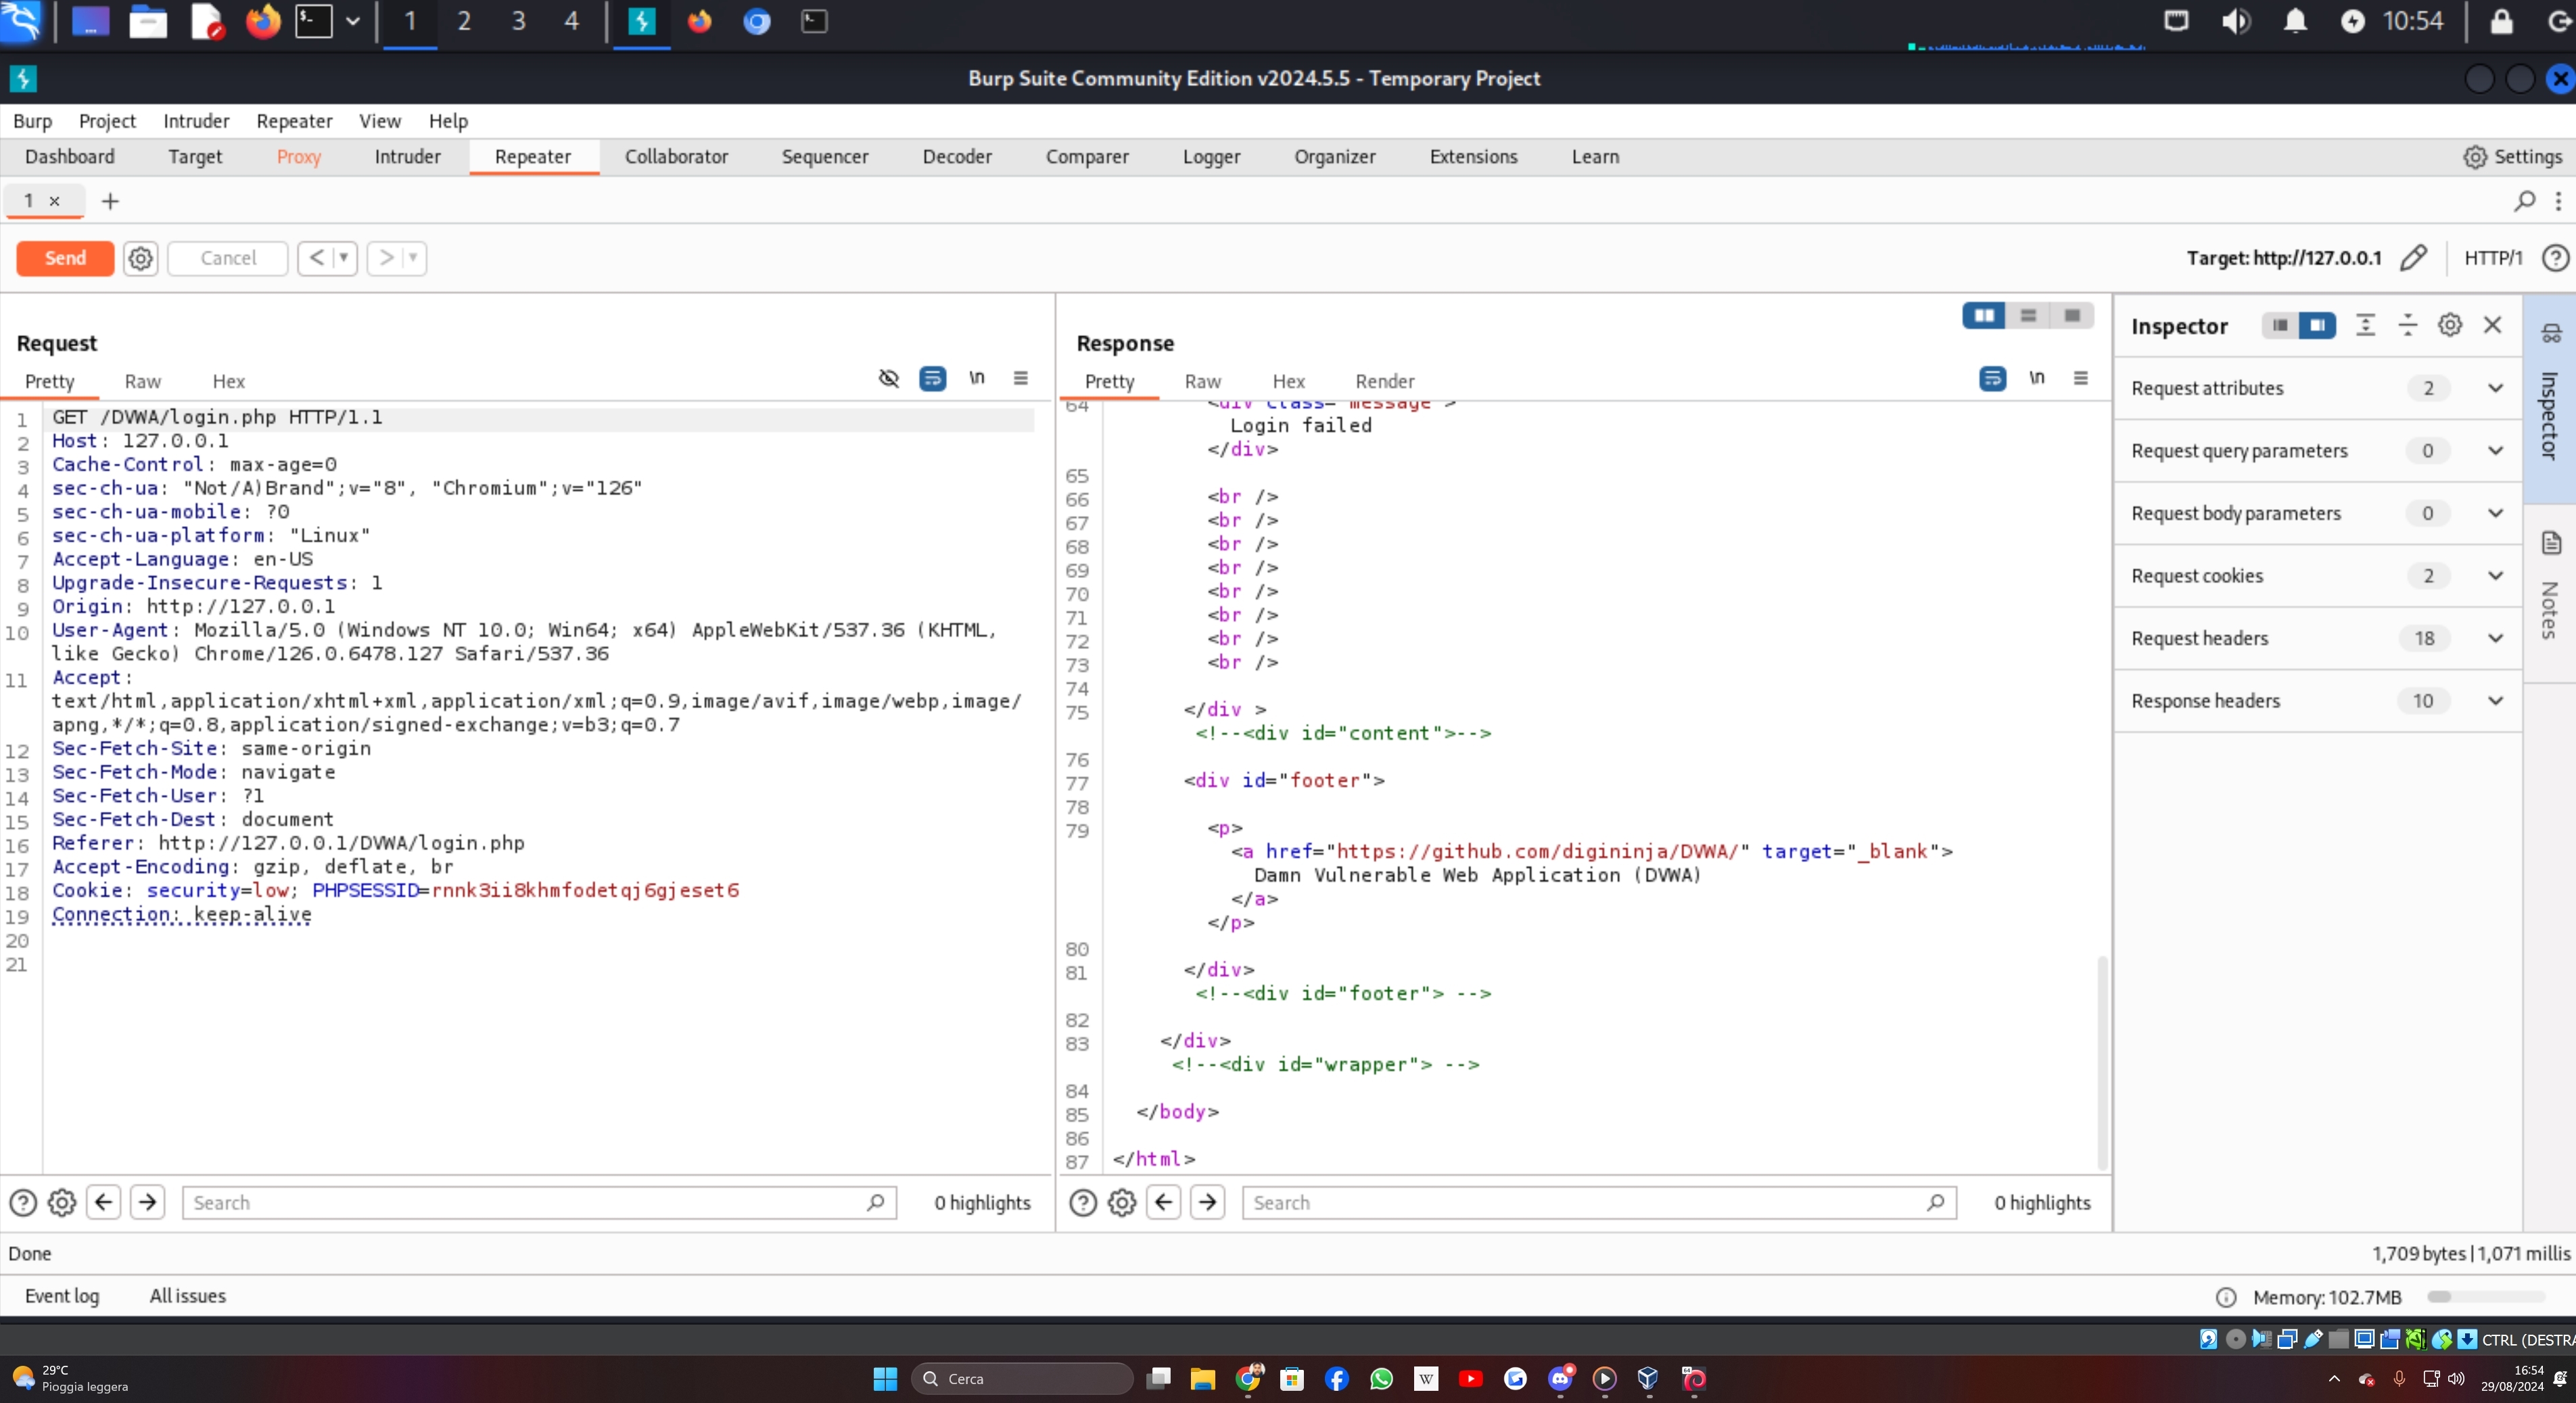 1 2 3 4 10:54
Burp Suite Community Edition v2024.5.5 - Temporary Project
Burp Project Intruder Repeater View Help
Dashboard Target Proxy Intruder Repeater Collaborator Sequencer Decoder Comparer Logger Organizer Extensions Learn Settings
1 × +
Send Cancel < > Target: http://127.0.0.1 HTTP/1
Request
Pretty Raw Hex \n
1 GET /DVWA/login.php HTTP/1.1
2 Host: 127.0.0.1
3 Cache-Control: max-age=0
4 sec-ch-ua: "Not/A)Brand";v="8", "Chromium";v="126"
5 sec-ch-ua-mobile: ?0
6 sec-ch-ua-platform: "Linux"
7 Accept-Language: en-US
8 Upgrade-Insecure-Requests: 1
9 Origin: http://127.0.0.1
10 User-Agent: Mozilla/5.0 (Windows NT 10.0; Win64; x64) AppleWebKit/537.36 (KHTML,
like Gecko) Chrome/126.0.6478.127 Safari/537.36
11 Accept:
text/html,application/xhtml+xml,application/xml;q=0.9,image/avif,image/webp,image/
apng,*/*;q=0.8,application/signed-exchange;v=b3;q=0.7
12 Sec-Fetch-Site: same-origin
13 Sec-Fetch-Mode: navigate
14 Sec-Fetch-User: ?1
15 Sec-Fetch-Dest: document
16 Referer: http://127.0.0.1/DVWA/login.php
17 Accept-Encoding: gzip, deflate, br
18 Cookie: security=low; PHPSESSID=rnnk3ii8khmfodetqj6gjeset6
19 Connection: keep-alive
20
21
Search 0 highlights
Response
Pretty Raw Hex Render \n
64 <div class="message">
Login failed
</div>
65
66 <br />
67 <br />
68 <br />
69 <br />
70 <br />
71 <br />
72 <br />
73 <br />
74
75 </div >
<!--<div id="content">-->
76
77 <div id="footer">
78
79 <p>
<a href="https://github.com/digininja/DVWA/" target="_blank">
Damn Vulnerable Web Application (DVWA)
</a>
</p>
80
81 </div>
<!--<div id="footer"> -->
82
83 </div>
<!--<div id="wrapper"> -->
84
85 </body>
86
87 </html>
Search 0 highlights
Inspector
Request attributes 2
Request query parameters 0
Request body parameters 0
Request cookies 2
Request headers 18
Response headers 10
Inspector
Notes
Done 1,709 bytes | 1,071 millis
Event log All issues Memory: 102.7MB
CTRL (DESTRA
29°C
Pioggia leggera
Cerca
16:54
29/08/2024